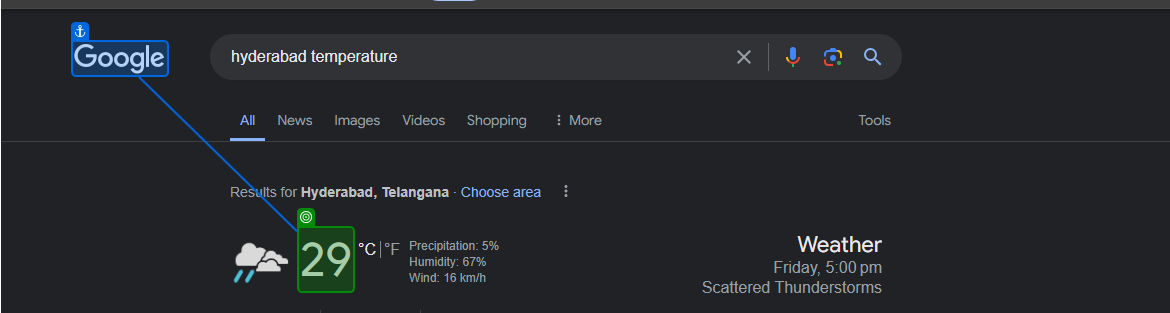 Google
hyderabad temperature
All News Images Videos Shopping More Tools
Results for Hyderabad, Telangana · Choose area
29 °C | °F
Precipitation: 5%
Humidity: 67%
Wind: 16 km/h
Weather
Friday, 5:00 pm
Scattered Thunderstorms